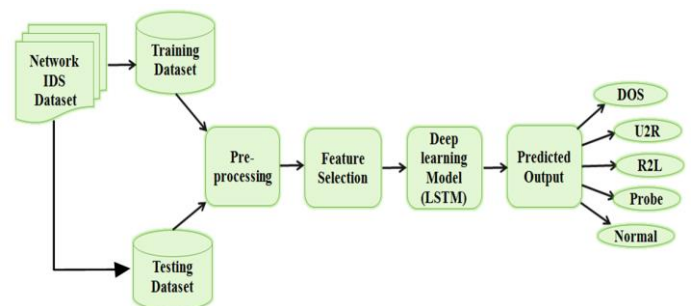 Network
IDS
Dataset
Training
Dataset
Testing
Dataset
Pre-
processing
Feature
Selection
Deep
learning
Model
(LSTM)
Predicted
Output
DOS
U2R
R2L
Probe
Normal